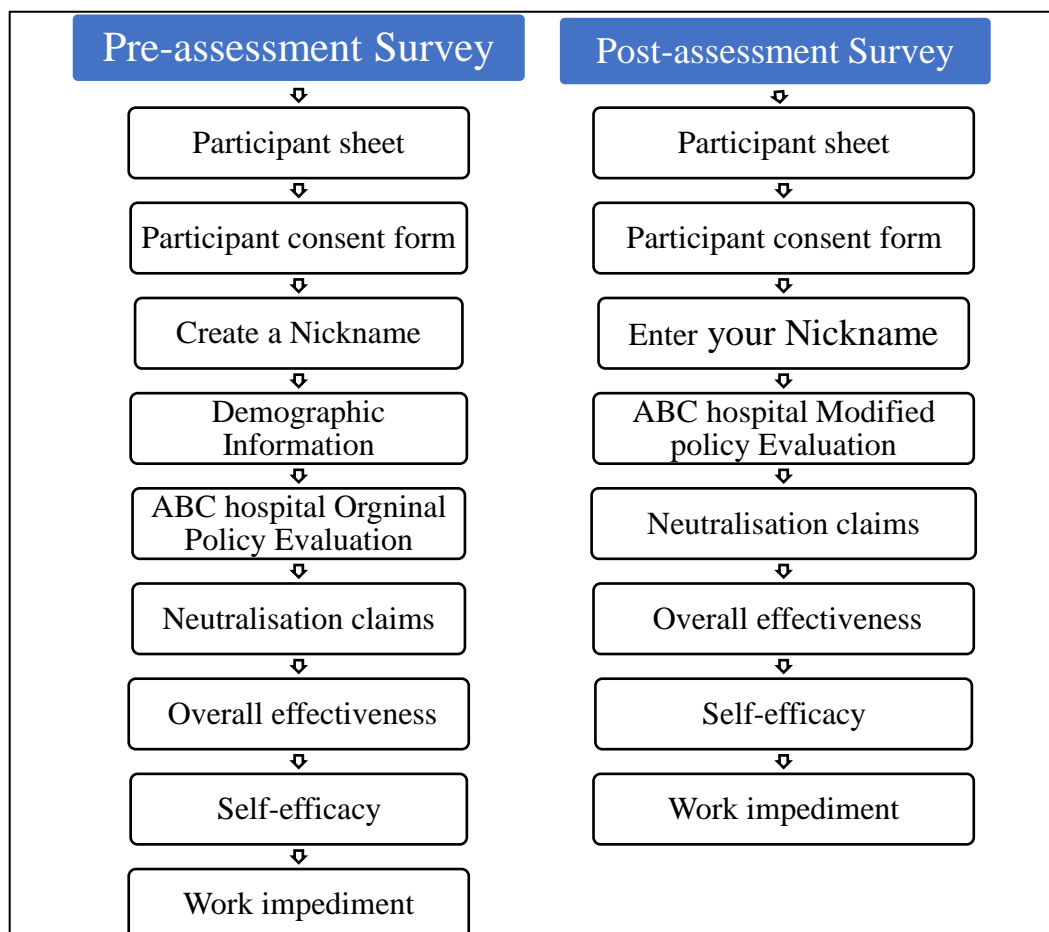 Pre-assessment Survey
Participant sheet
Participant consent form
Create a Nickname
Demographic
Information
ABC hospital Orgninal
Policy Evaluation
Neutralisation claims
Overall effectiveness
Self-efficacy
Work impediment
Post-assessment Survey
Participant sheet
Participant consent form
Enter your Nickname
ABC hospital Modified
policy Evaluation
Neutralisation claims
Overall effectiveness
Self-efficacy
Work impediment